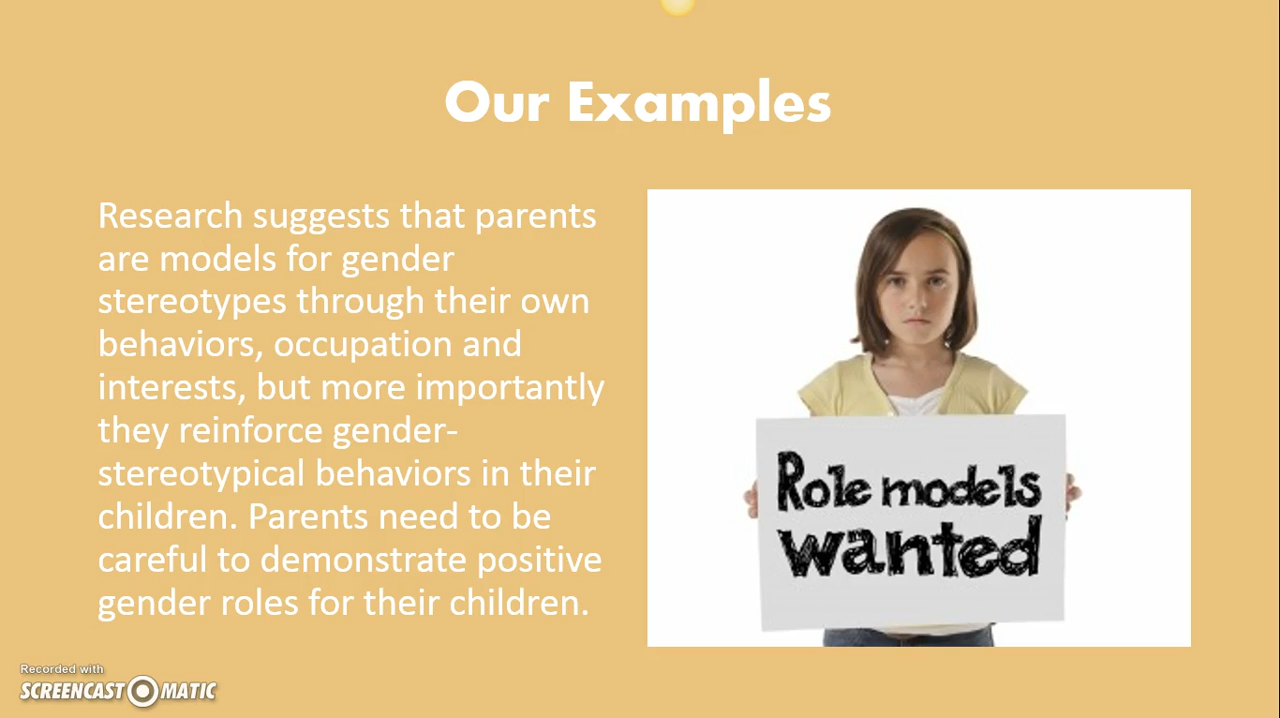 Our Examples
Research suggests that parents
are models for gender
stereotypes through their own
behaviors, occupation and
interests, but more importantly
they reinforce gender-
stereotypical behaviors in their
children. Parents need to be
careful to demonstrate positive
gender roles for their children.
Role models
wanted
Recorded with
SCREENCAST MATIC